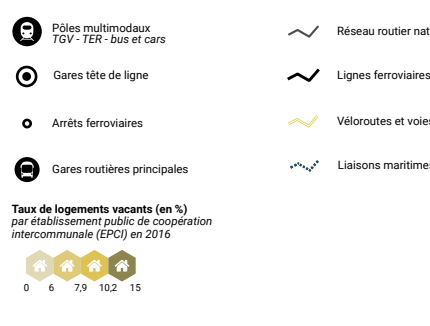 Pôles multimodaux
TGV - TER - bus et cars
Gares tête de ligne
Arrêts ferroviaires
Gares routières principales
Réseau routier nat
Lignes ferroviaires
Véloroutes et voies
Liaisons maritimes
Taux de logements vacants (en %)
par établissement public de coopération
intercommunale (EPCI) en 2016
0 6 7,9 10,2 15